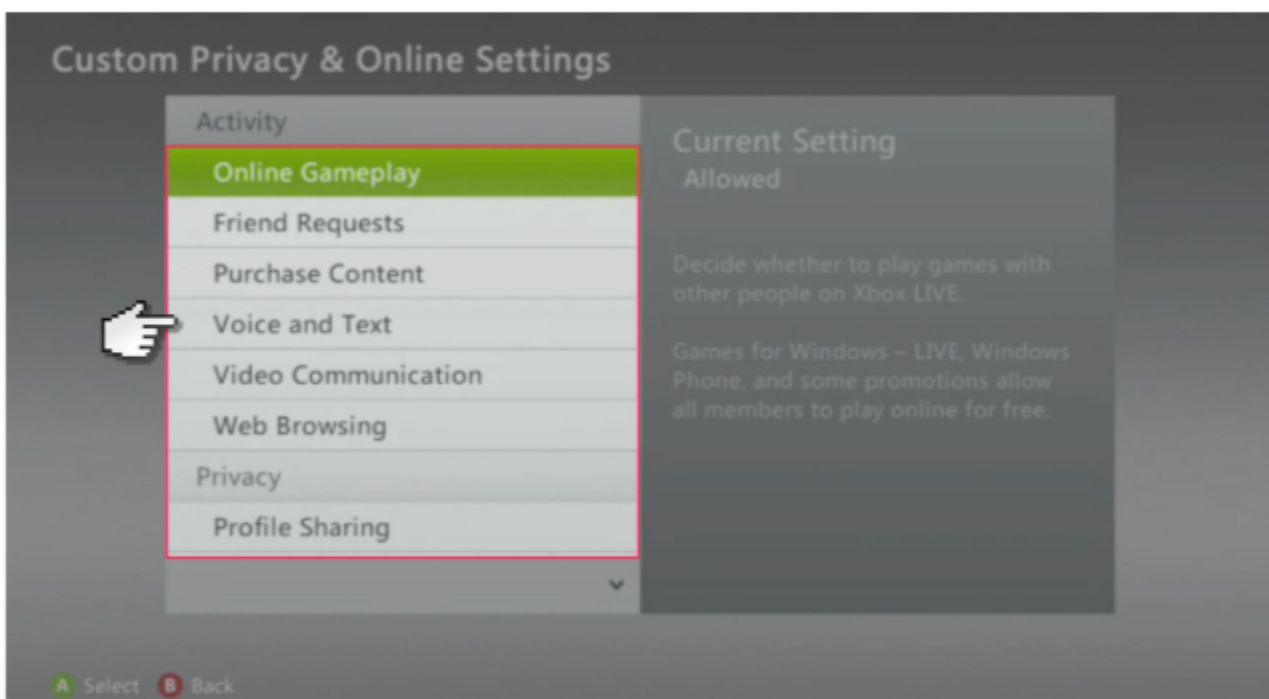 Custom Privacy & Online Settings
Activity
Online Gameplay
Friend Requests
Purchase Content
Voice and Text
Video Communication
Web Browsing
Privacy
Profile Sharing
Current Setting
Allowed
Decide whether to play games with
other people on Xbox LIVE.
Games for Windows – LIVE, Windows
Phone, and some promotions allow
all members to play online for free.
A Select B Back